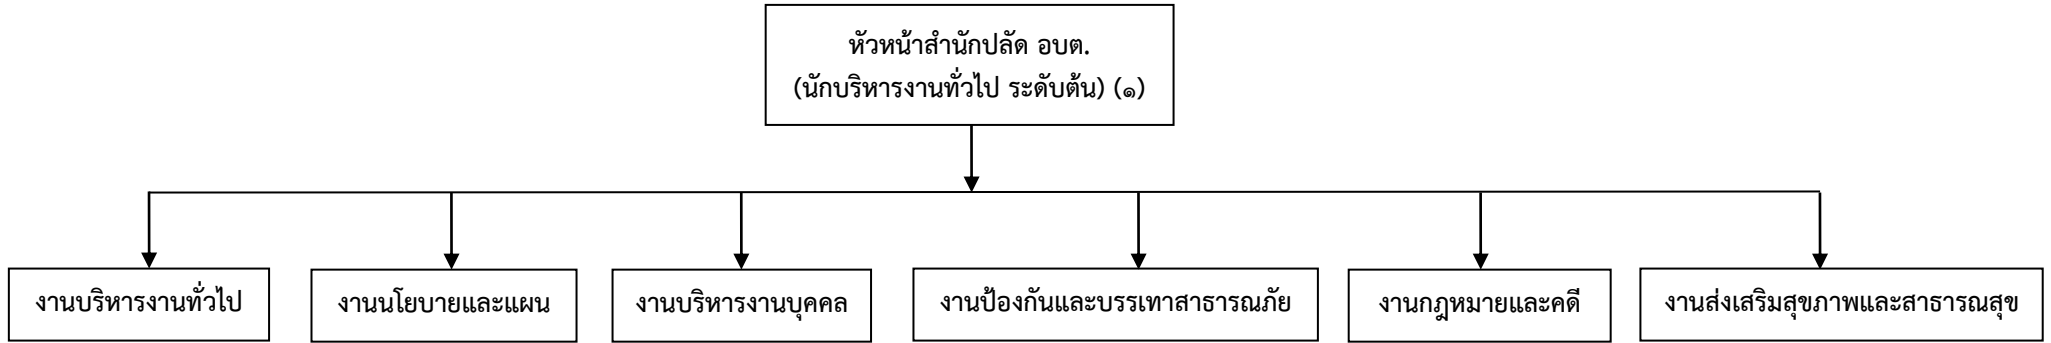 หัวหน้าสำนักปลัด อบต.
(นักบริหารงานทั่วไป ระดับต้น) (๑)
งานบริหารงานทั่วไป
งานนโยบายและแผน
งานบริหารงานบุคคล
งานป้องกันและบรรเทาสาธารณภัย
งานกฎหมายและคดี
งานส่งเสริมสุขภาพและสาธารณสุข